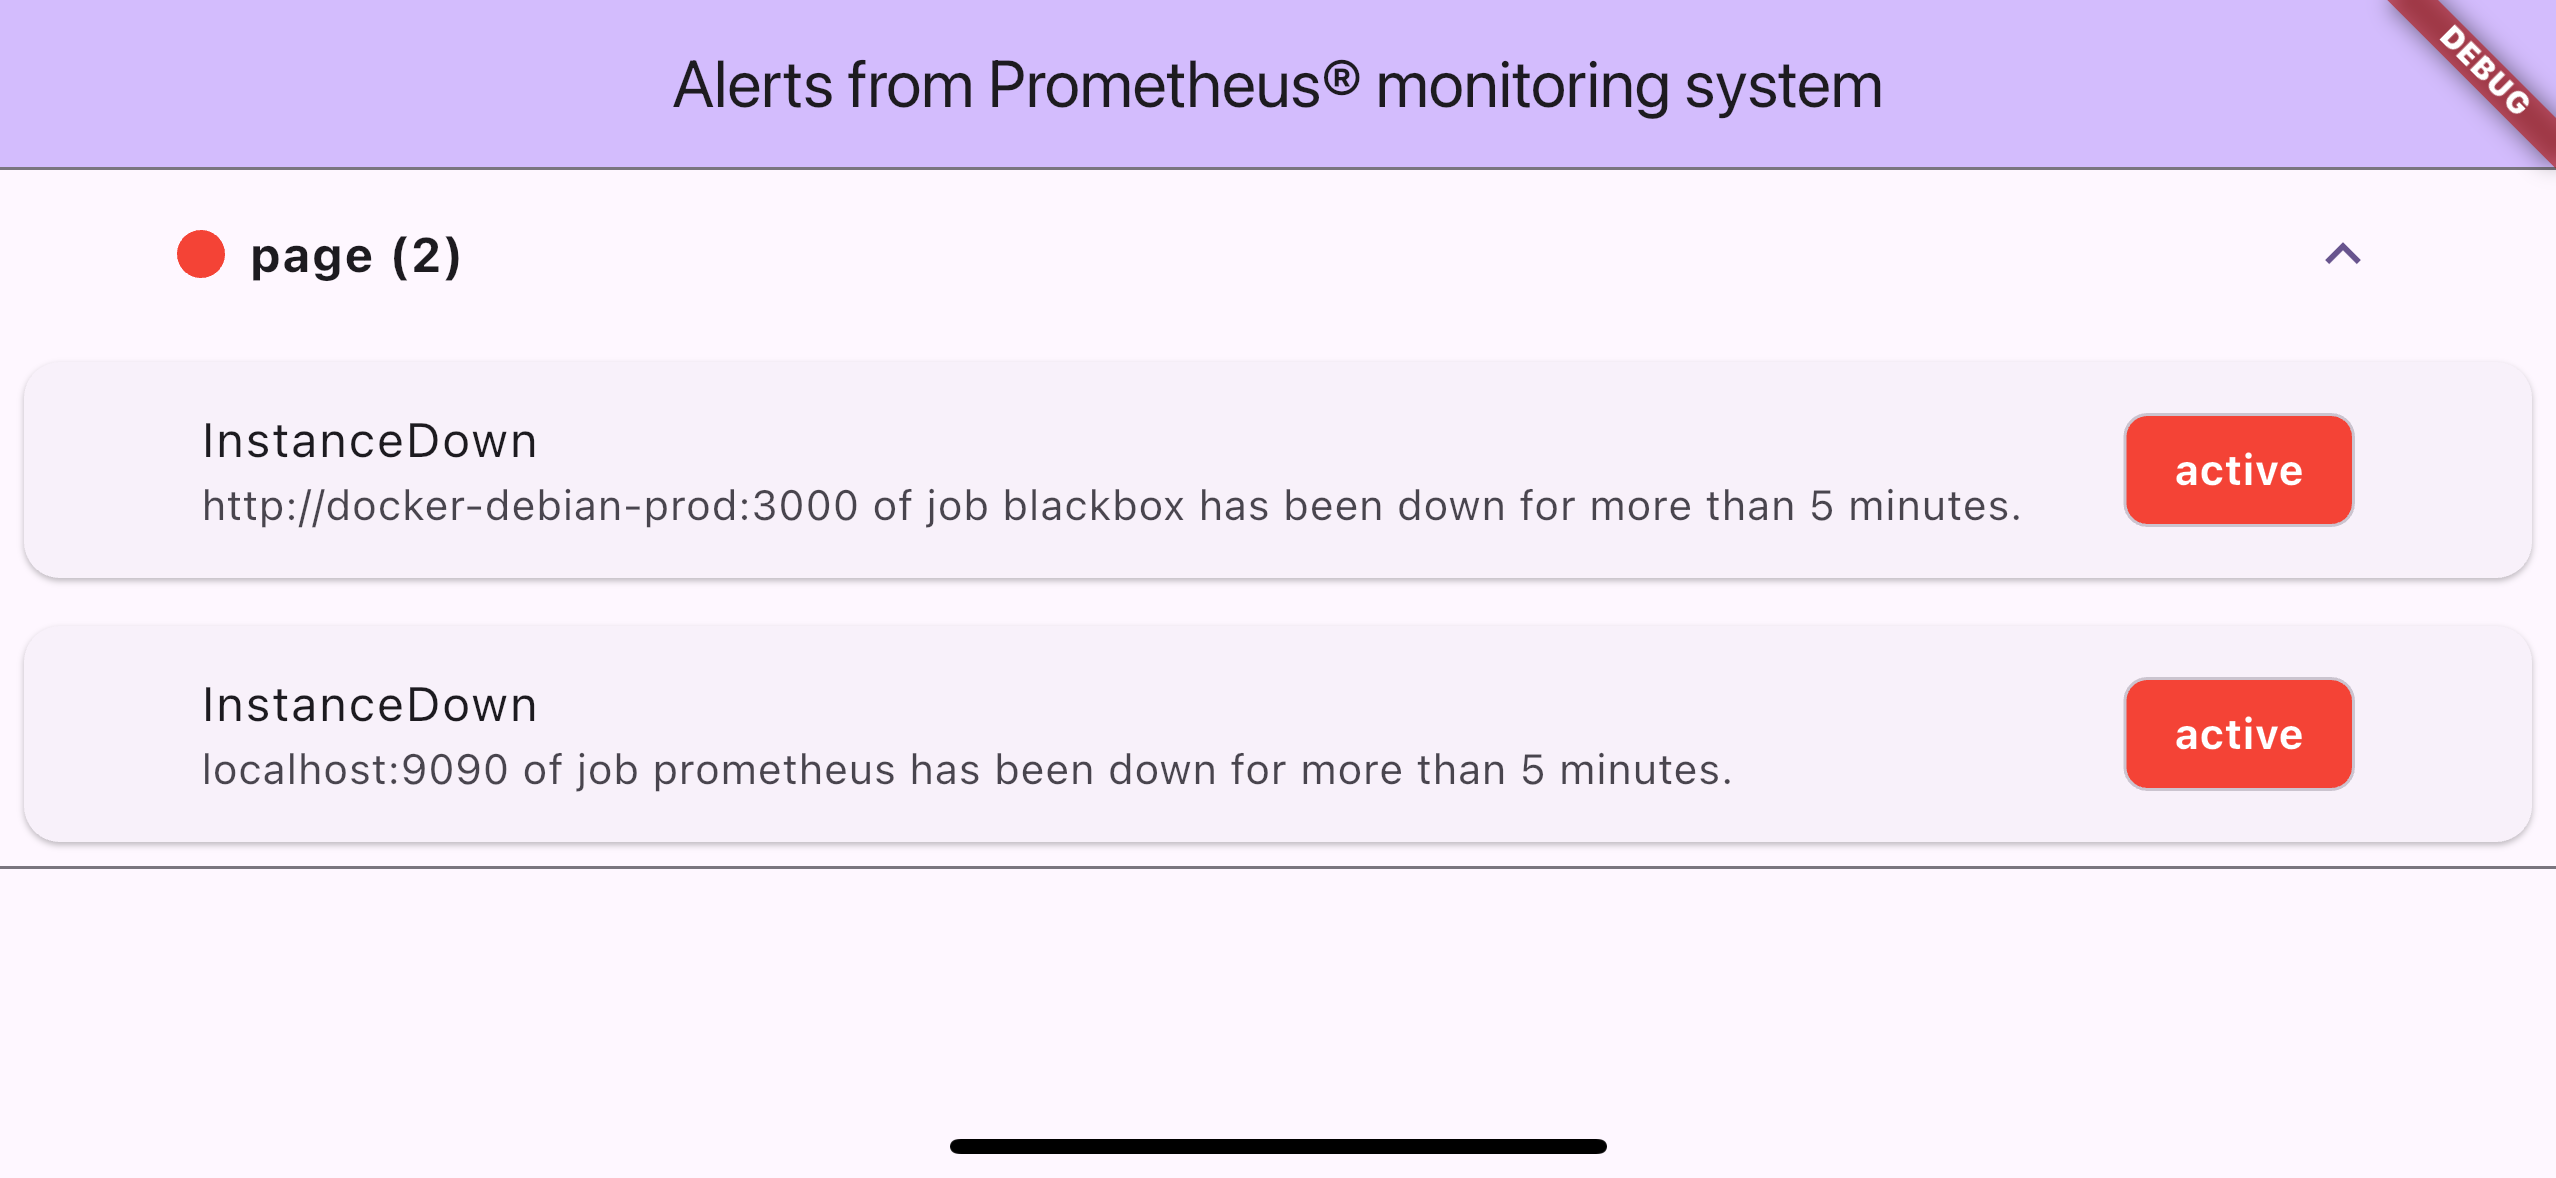 Alerts from Prometheus® monitoring system
DEBUG
page (2)
InstanceDown
http://docker-debian-prod:3000 of job blackbox has been down for more than 5 minutes.
active
InstanceDown
localhost:9090 of job prometheus has been down for more than 5 minutes.
active